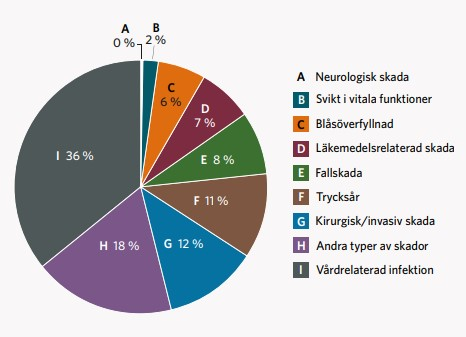 A
0 %
B
2 %
C
6 %
D
7 %
E 8 %
F 11 %
G 12 %
H 18 %
I 36 %
A Neurologisk skada
B Svikt i vitala funktioner
C Blåsöverfyllnad
D Läkemedelsrelaterad skada
E Fallskada
F Trycksår
G Kirurgisk/invasiv skada
H Andra typer av skador
I Vårdrelaterad infektion